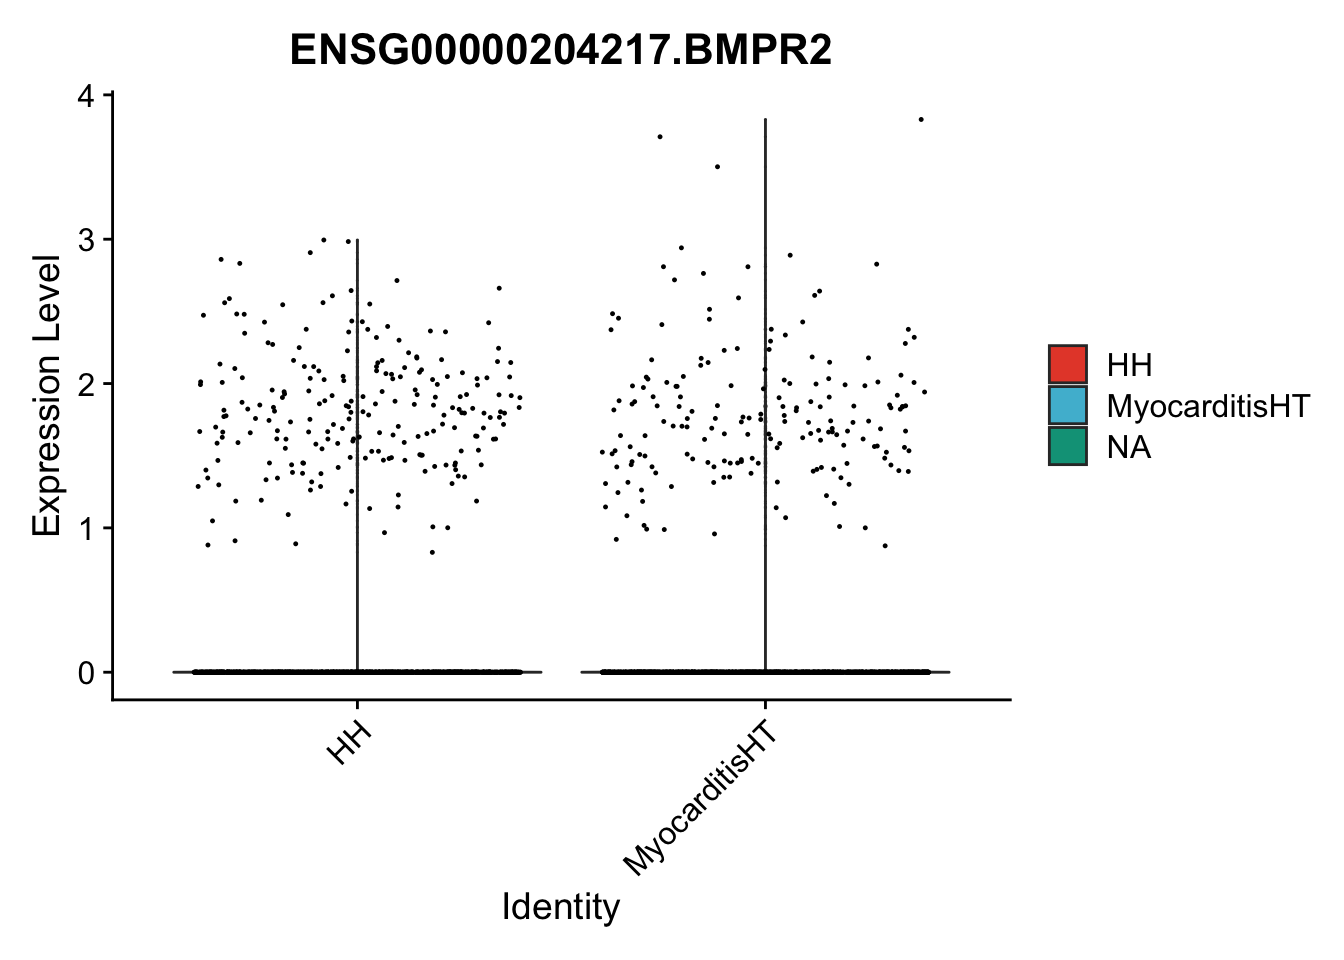 ENSG00000204217.BMPR2
4
3
2
1
0
Expression Level
HH
MyocarditisHT
Identity
HH
MyocarditisHT
NA